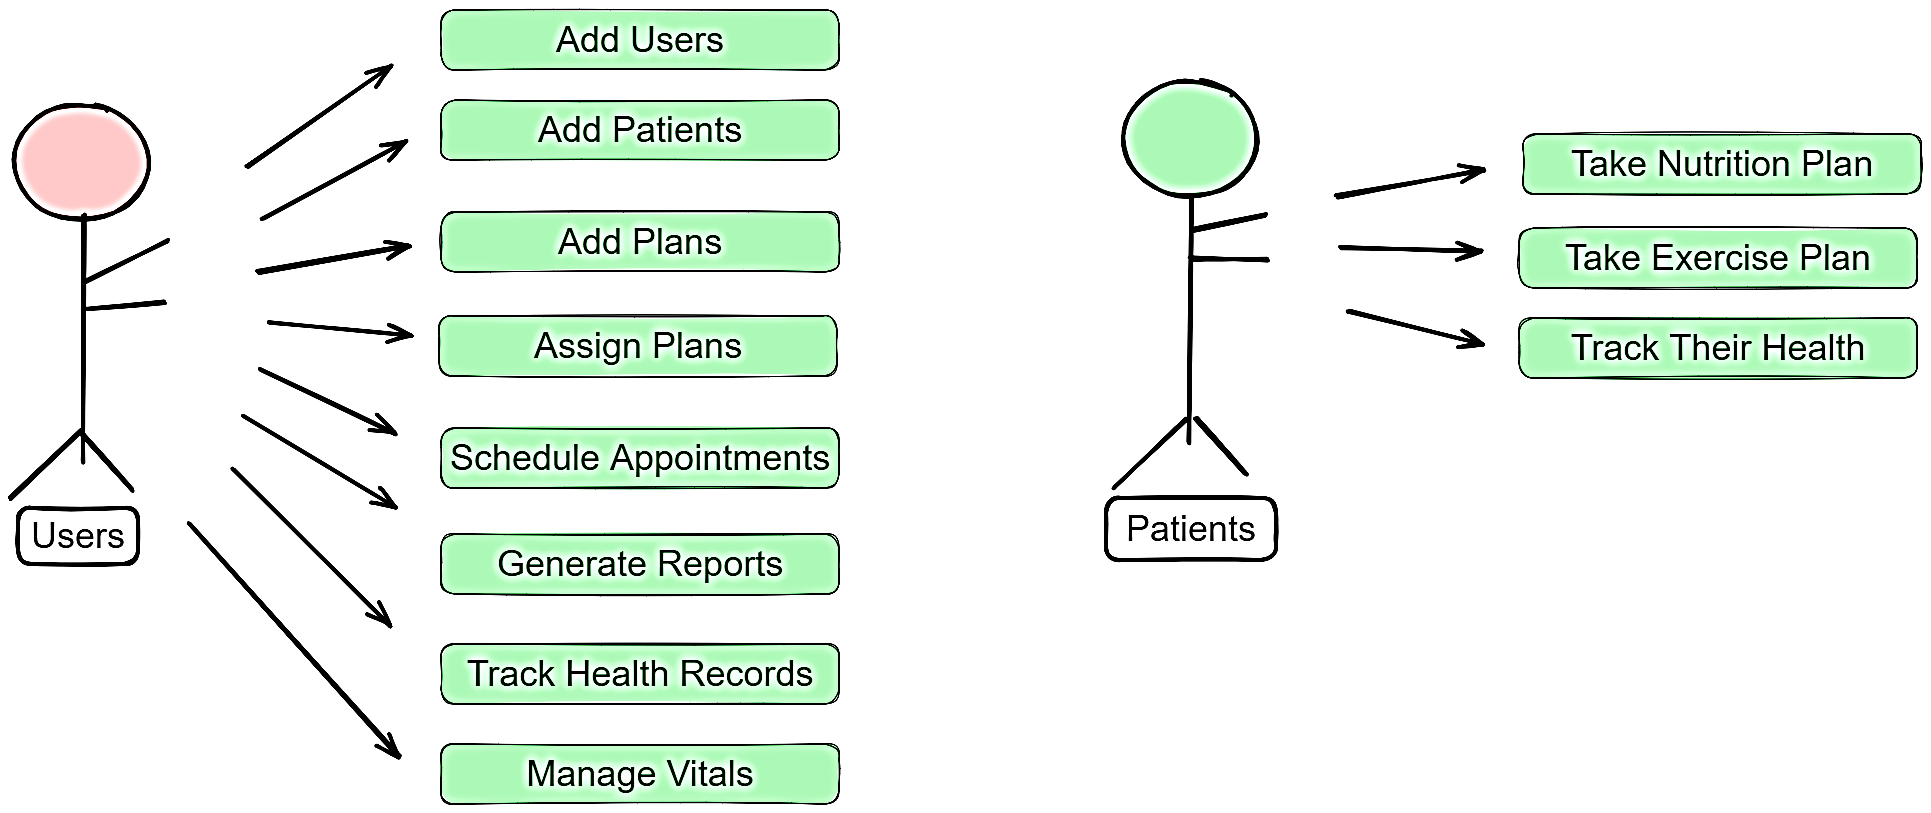 Add Users
Add Patients
Add Plans
Assign Plans
Schedule Appointments
Generate Reports
Track Health Records
Manage Vitals
Users
Take Nutrition Plan
Take Exercise Plan
Track Their Health
Patients